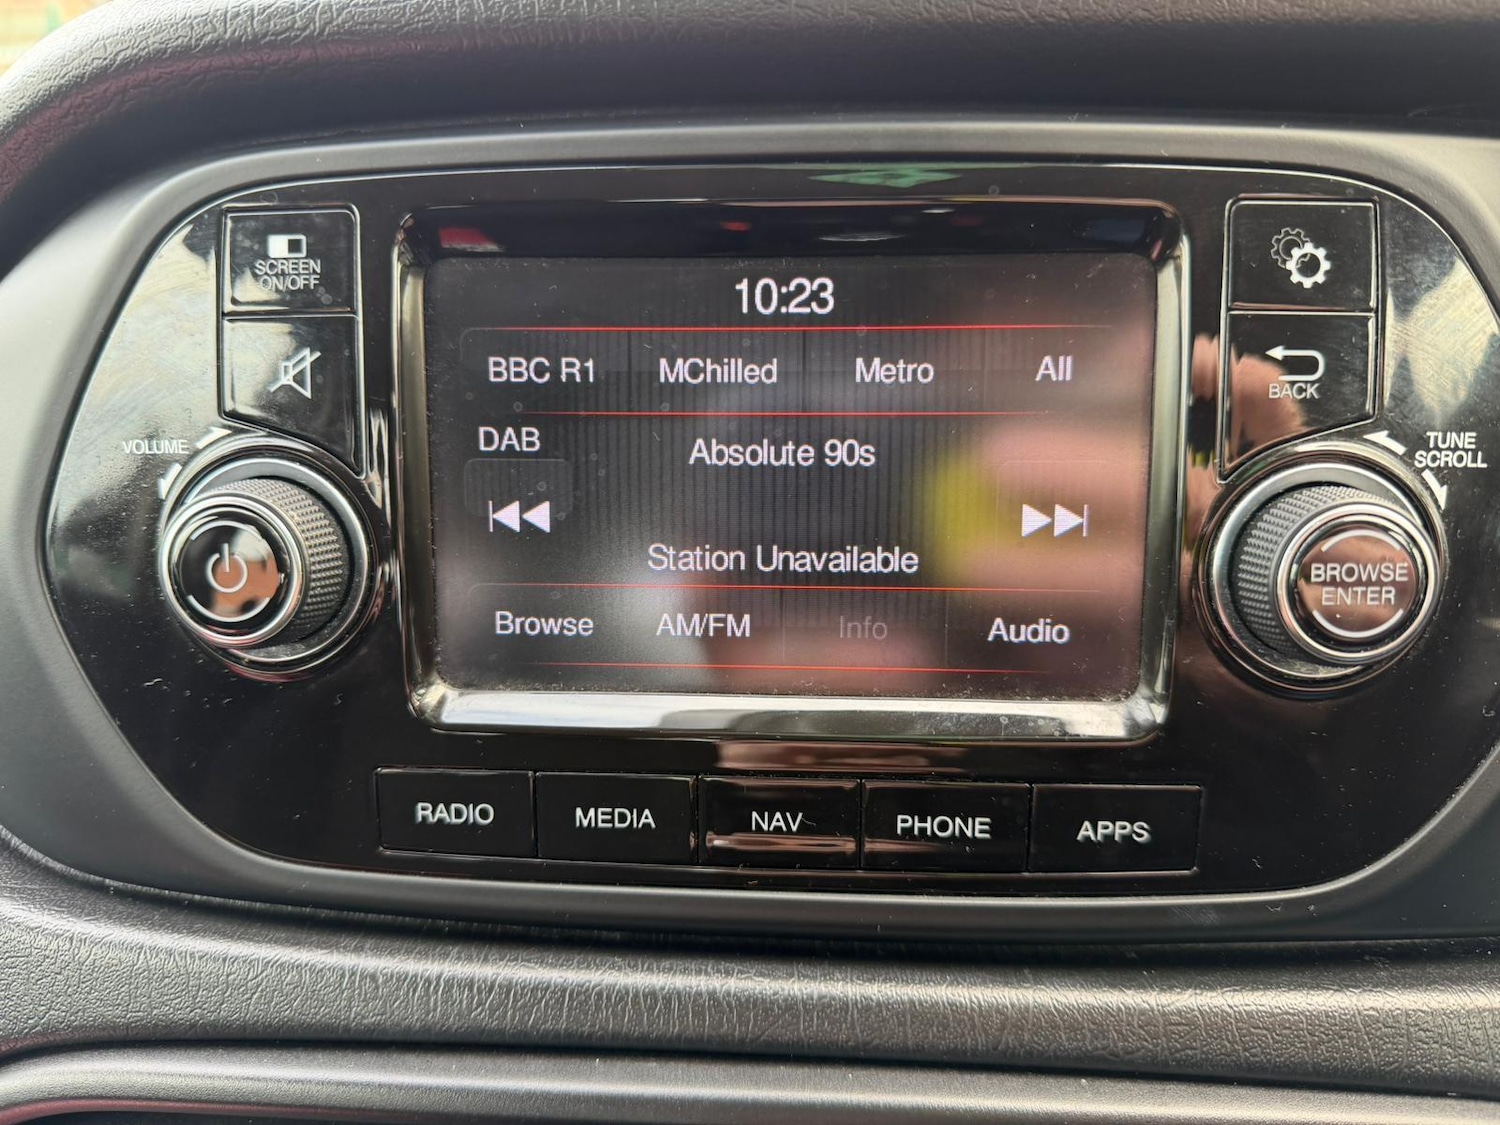 SCREEN
ON/OFF
VOLUME
10:23
BBC R1 MChilled Metro All
DAB
Absolute 90s
Station Unavailable
Browse AM/FM Info Audio
BACK
TUNE
SCROLL
BROWSE
ENTER
RADIO MEDIA NAV PHONE APPS